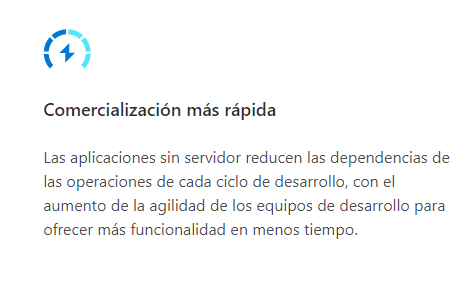 Comercialización más rápida
Las aplicaciones sin servidor reducen las dependencias de
las operaciones de cada ciclo de desarrollo, con el
aumento de la agilidad de los equipos de desarrollo para
ofrecer más funcionalidad en menos tiempo.